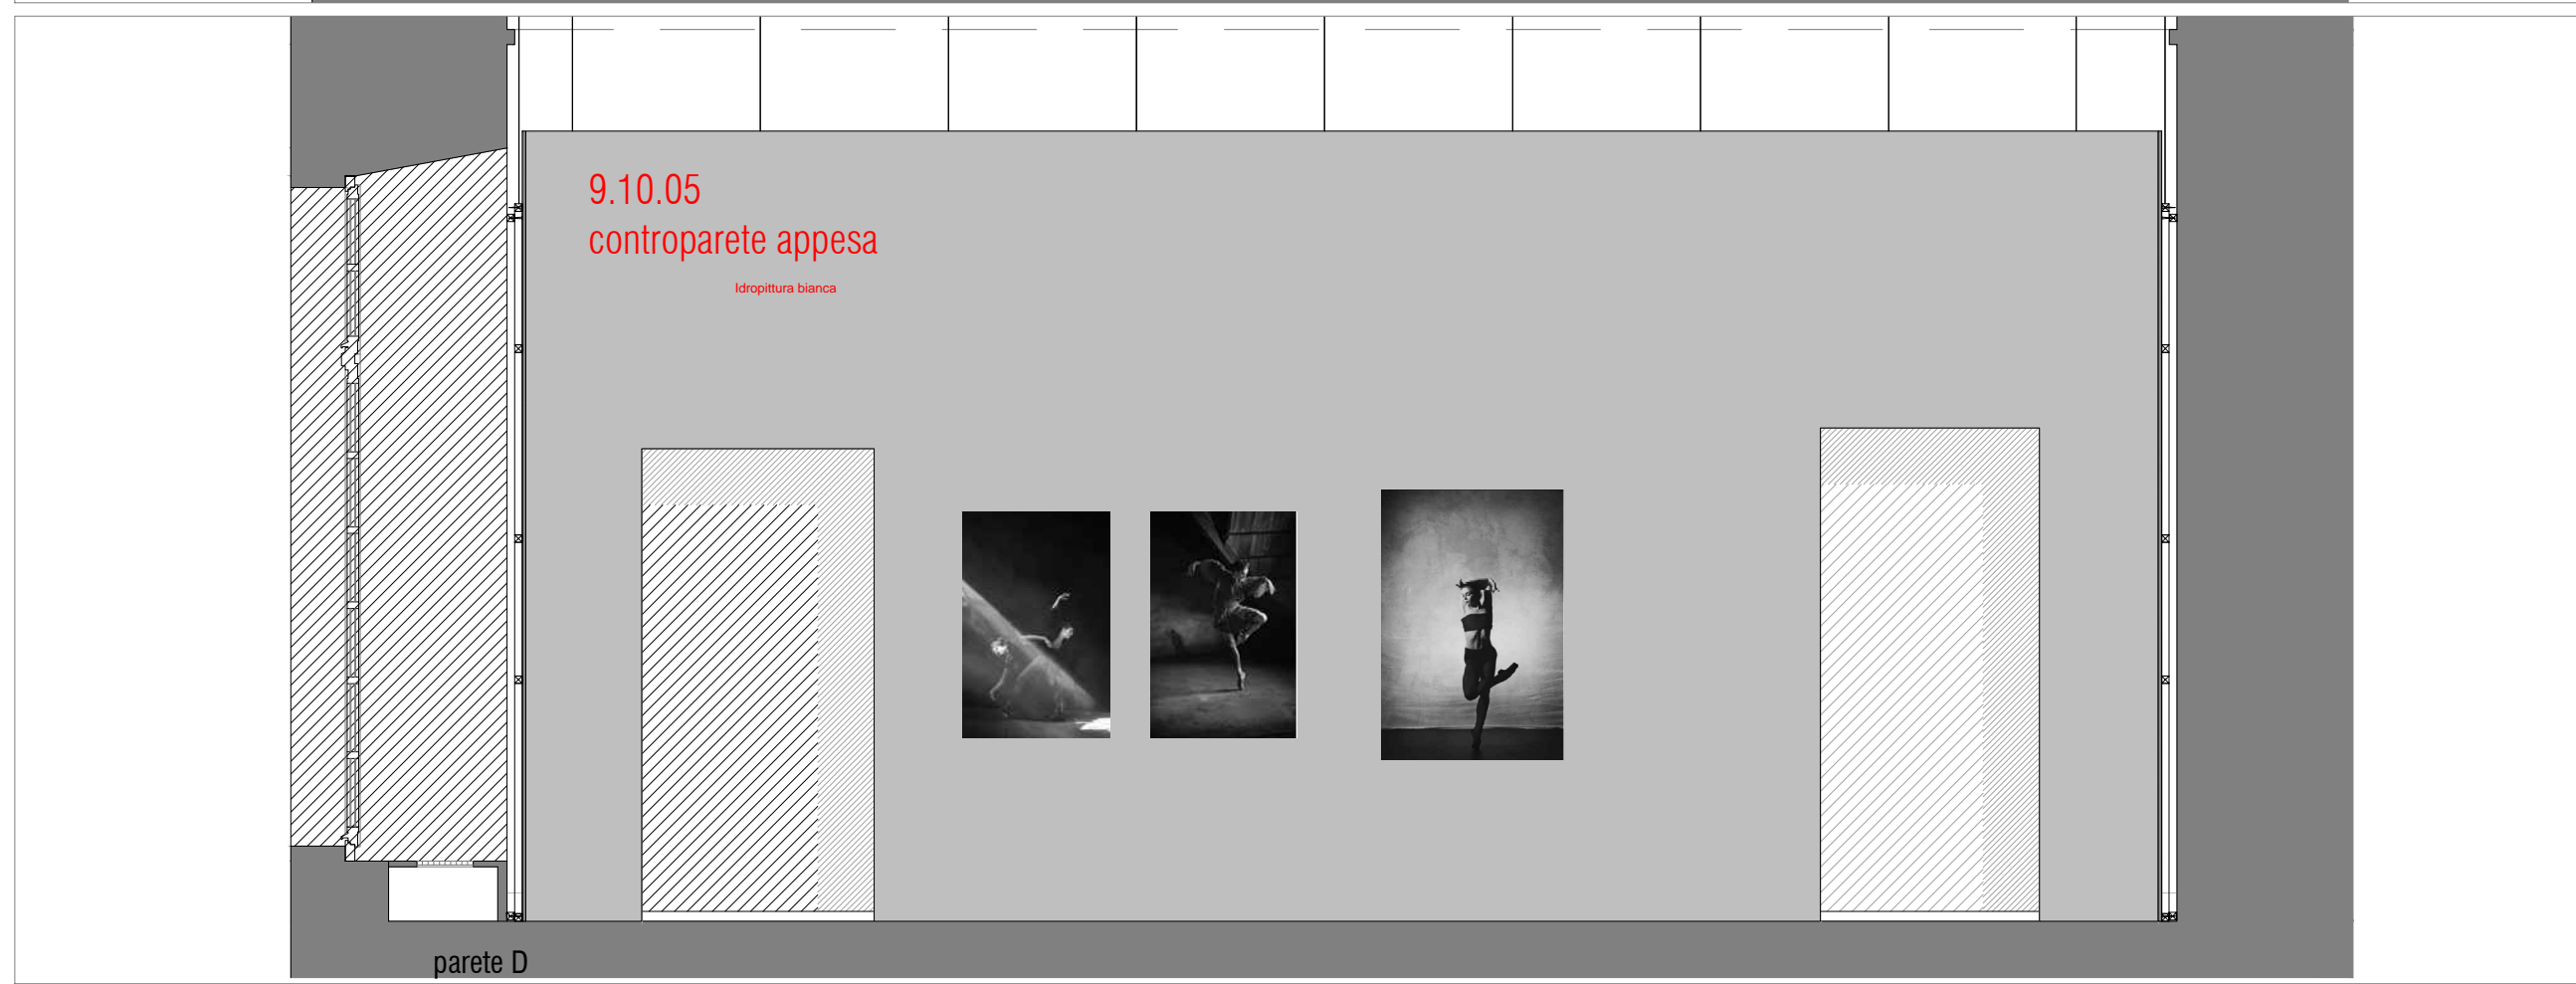 9.10.05
controparete appesa
Idropittura bianca
parete D